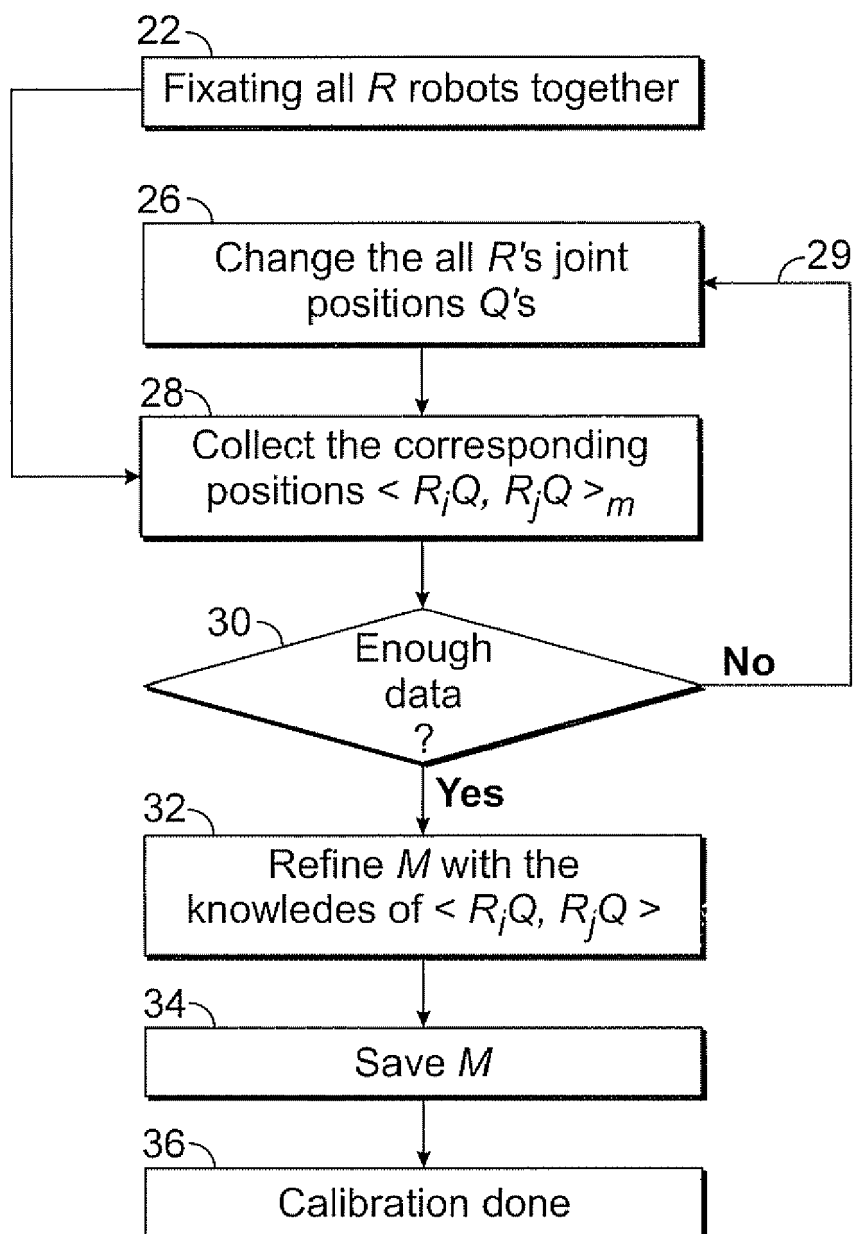 22
Fixating all R robots together
26
Change the all R's joint
positions Q's
29
28
Collect the corresponding
positions < RiQ, RjQ >m
30
Enough
data
?
No
Yes
32
Refine M with the
knowledes of < RiQ, RjQ >
34
Save M
36
Calibration done